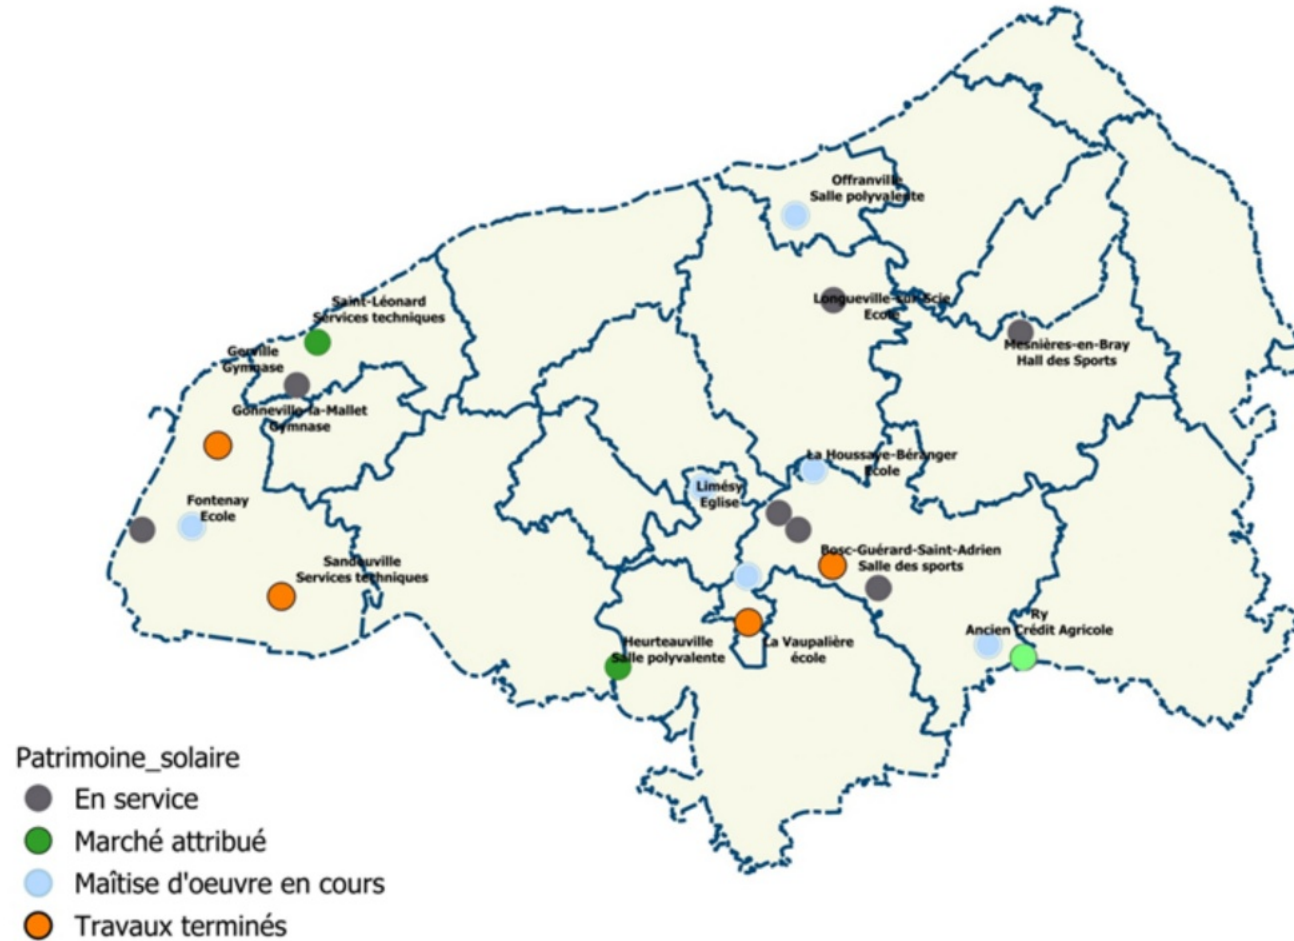 Offranville
Salle polyvalente
Longueville-sur-Scie
Ecole
Saint-Léonard
Services techniques
Mesnières-en-Bray
Hall des Sports
Gerville
Gymnase
Gonneville-la-Mallet
Gymnase
La Houssaye-Béranger
Ecole
Limésy
Eglise
Fontenay
Ecole
Bosc-Guérard-Saint-Adrien
Salle des sports
Sandouville
Services techniques
Ry
Ancien Crédit Agricole
Heurteauville
Salle polyvalente
La Vaupalière
école
Patrimoine_solaire
En service
Marché attribué
Maîtise d'oeuvre en cours
Travaux terminés